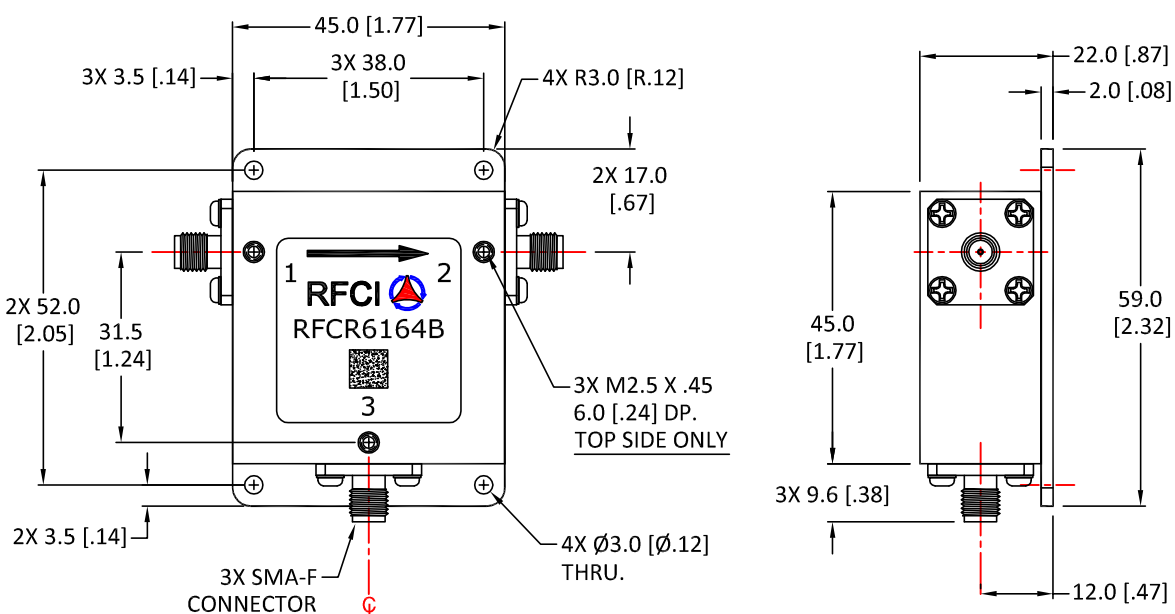 45.0 [1.77]
3X 38.0
[1.50]
3X 3.5 [.14]
4X R3.0 [R.12]
2X 17.0
[.67]
2X 52.0
[2.05]
31.5
[1.24]
1
2
RFCI
RFCR6164B
3
3X M2.5 X .45
6.0 [.24] DP.
TOP SIDE ONLY
2X 3.5 [.14]
3X SMA-F
CONNECTOR
℄
4X Ø3.0 [Ø.12]
THRU.
22.0 [.87]
2.0 [.08]
45.0
[1.77]
59.0
[2.32]
3X 9.6 [.38]
12.0 [.47]